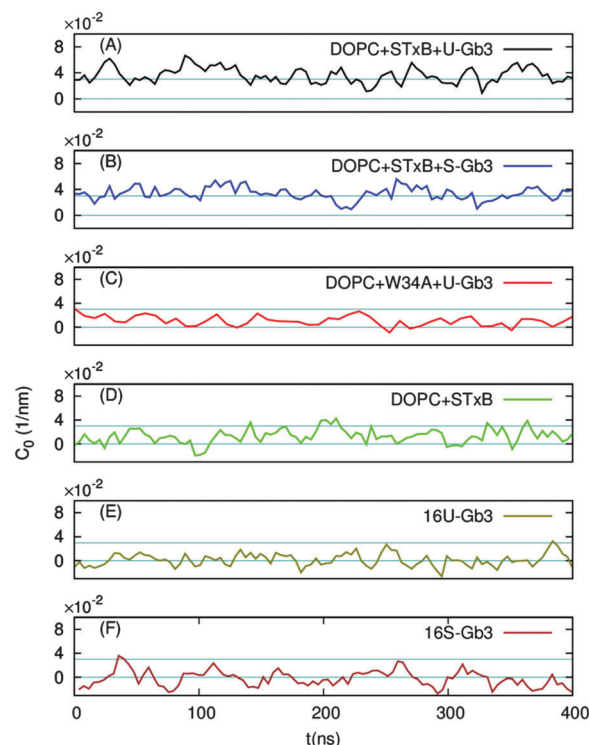 ×10⁻²
8
4
0
(A)
DOPC+STxB+U-Gb3
×10⁻²
8
4
0
(B)
DOPC+STxB+S-Gb3
×10⁻²
8
4
0
(C)
DOPC+W34A+U-Gb3
×10⁻²
8
4
0
(D)
DOPC+STxB
×10⁻²
8
4
0
(E)
16U-Gb3
×10⁻²
8
4
0
(F)
16S-Gb3
C₀ (1/nm)
0 100 200 300 400
t(ns)